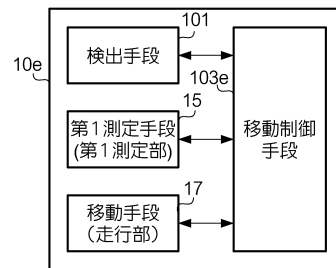 10e
101
検出手段
103e
15
第１測定手段
(第１測定部)
移動制御
手段
17
移動手段
（走行部）